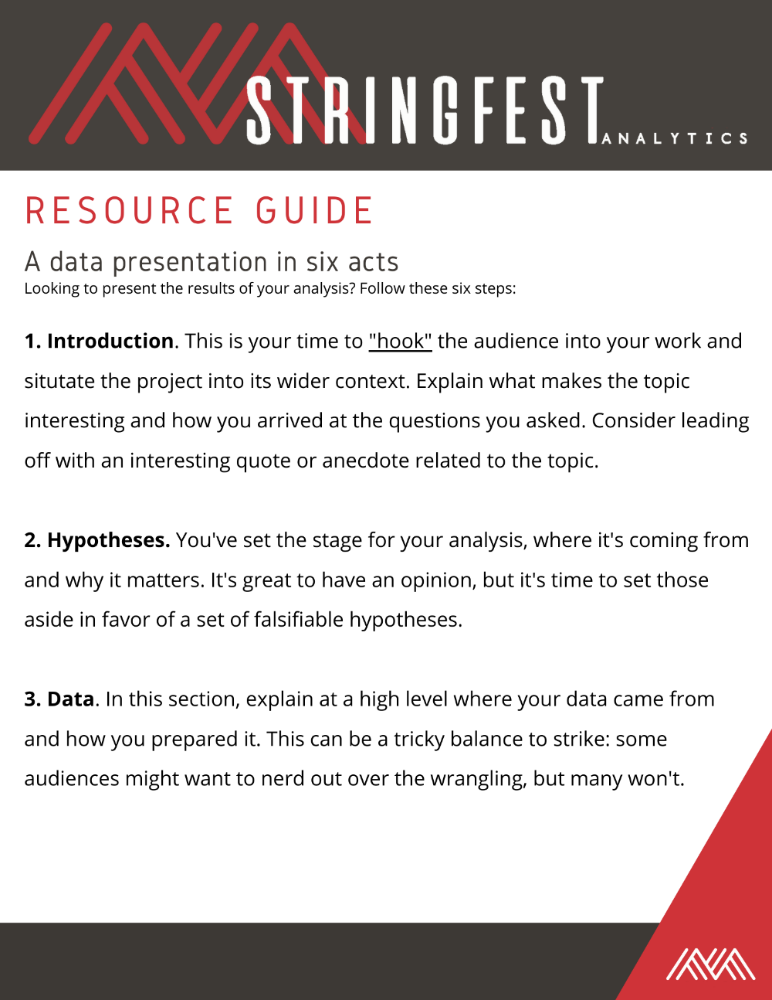 STRINGFEST
ANALYTICS
RESOURCE GUIDE
A data presentation in six acts
Looking to present the results of your analysis? Follow these six steps:
1. Introduction. This is your time to "hook" the audience into your work and
situtate the project into its wider context. Explain what makes the topic
interesting and how you arrived at the questions you asked. Consider leading
off with an interesting quote or anecdote related to the topic.
2. Hypotheses. You've set the stage for your analysis, where it's coming from
and why it matters. It's great to have an opinion, but it's time to set those
aside in favor of a set of falsifiable hypotheses.
3. Data. In this section, explain at a high level where your data came from
and how you prepared it. This can be a tricky balance to strike: some
audiences might want to nerd out over the wrangling, but many won't.